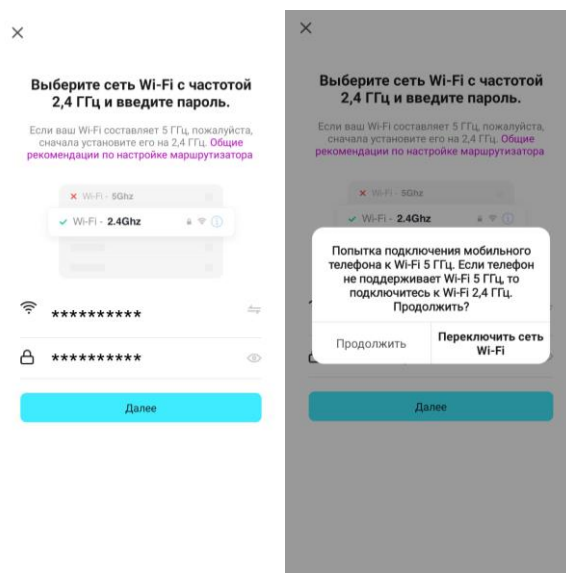 Выберите сеть Wi-Fi с частотой
2,4 ГГц и введите пароль.
Если ваш Wi-Fi составляет 5 ГГц, пожалуйста,
сначала установите его на 2,4 ГГц. Общие
рекомендации по настройке маршрутизатора
Wi-Fi - 5Ghz
Wi-Fi - 2.4Ghz
**********
**********
Далее
Выберите сеть Wi-Fi с частотой
2,4 ГГц и введите пароль.
Если ваш Wi-Fi составляет 5 ГГц, пожалуйста,
сначала установите его на 2,4 ГГц. Общие
рекомендации по настройке маршрутизатора
Wi-Fi - 5Ghz
Wi-Fi - 2.4Ghz
Попытка подключения мобильного
телефона к Wi-Fi 5 ГГц. Если телефон
не поддерживает Wi-Fi 5 ГГц, то
подключитесь к Wi-Fi 2,4 ГГц.
Продолжить?
Продолжить
Переключить сеть
Wi-Fi
Далее